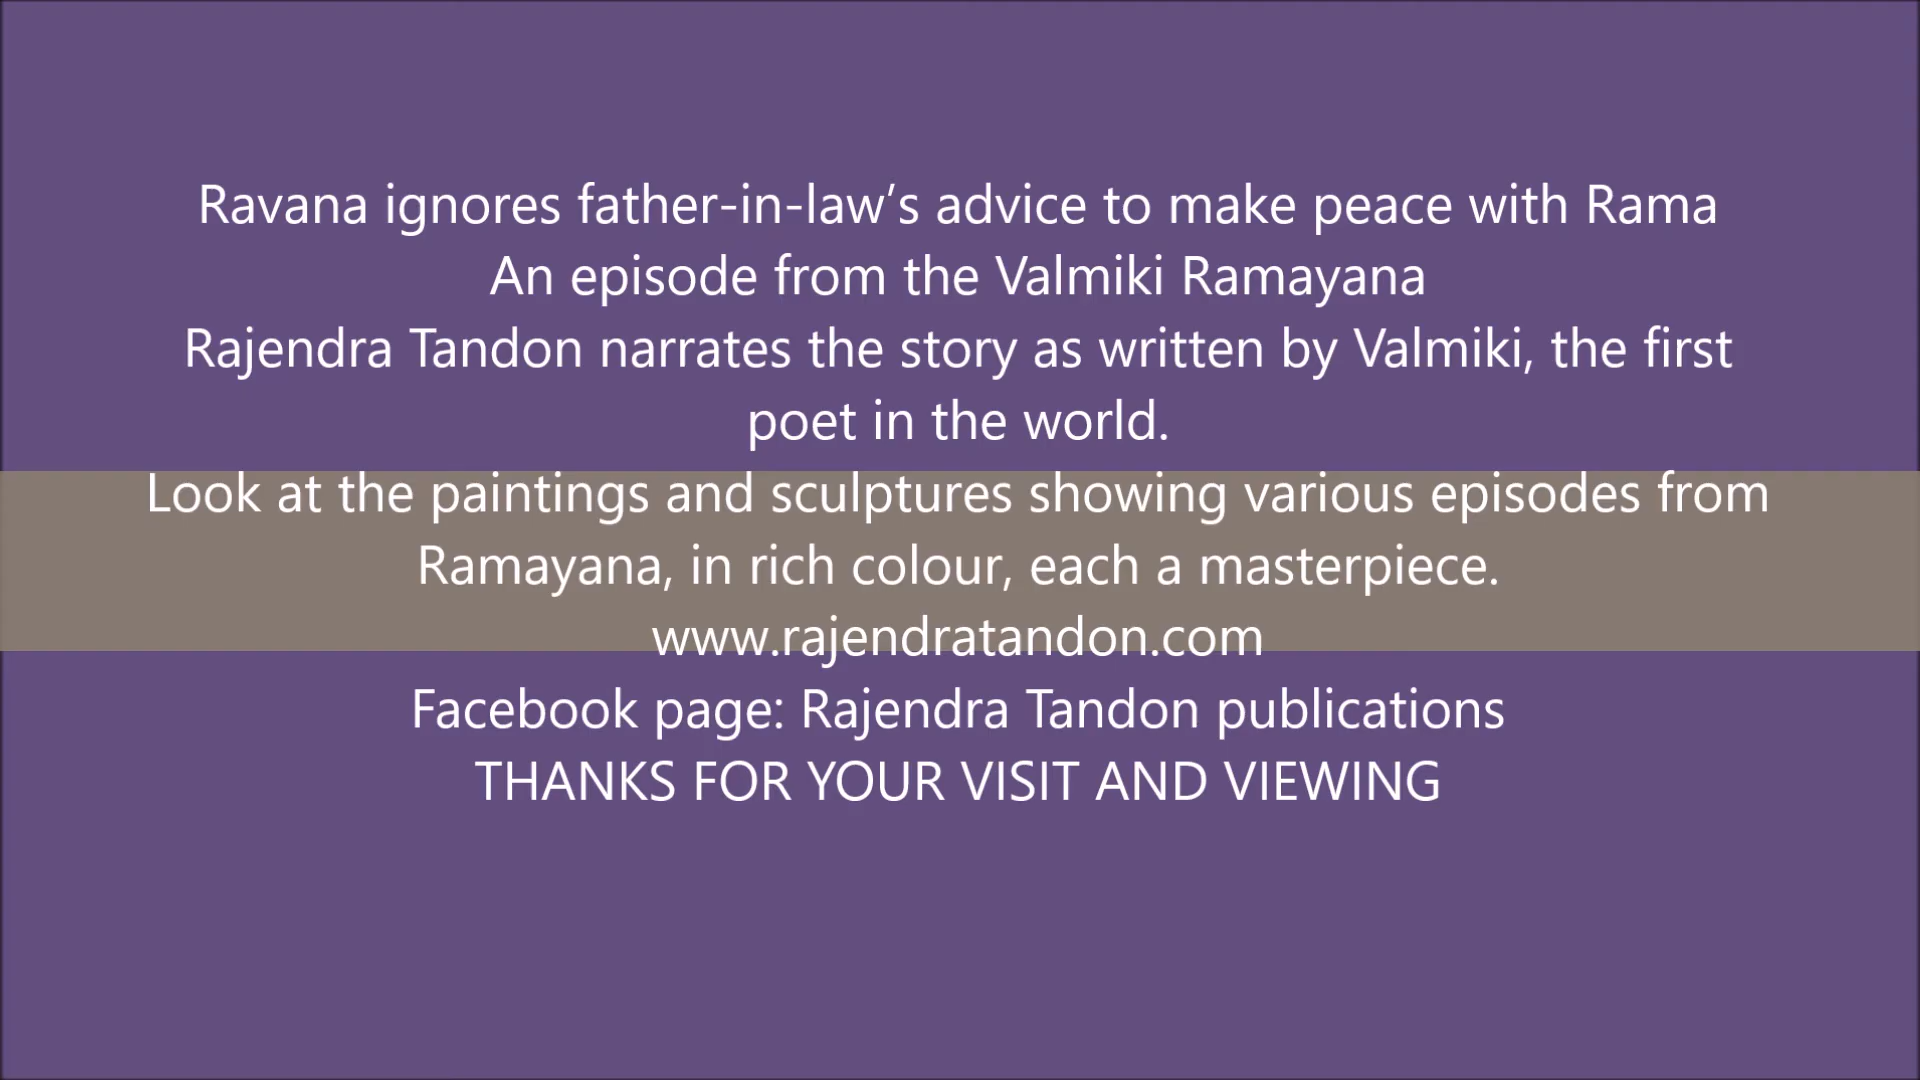 Ravana ignores father-in-law’s advice to make peace with Rama
An episode from the Valmiki Ramayana
Rajendra Tandon narrates the story as written by Valmiki, the first
poet in the world.
Look at the paintings and sculptures showing various episodes from
Ramayana, in rich colour, each a masterpiece.
www.rajendratandon.com
Facebook page: Rajendra Tandon publications
THANKS FOR YOUR VISIT AND VIEWING